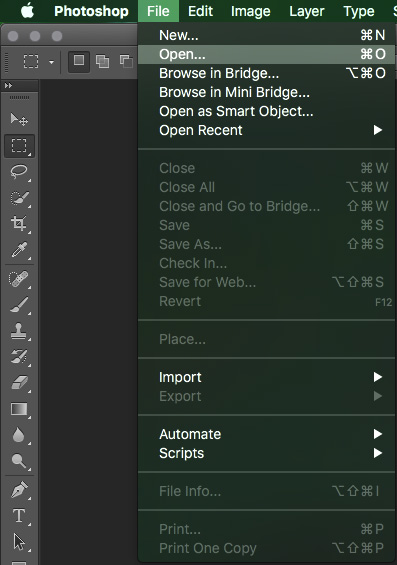 Photoshop File Edit Image Layer Type
New... ⌘N
Open... ⌘O
Browse in Bridge... ⌥⌘O
Browse in Mini Bridge...
Open as Smart Object...
Open Recent ▶
Close ⌘W
Close All ⌥⌘W
Close and Go to Bridge... ⇧⌘W
Save ⌘S
Save As... ⇧⌘S
Check In...
Save for Web... ⌥⇧⌘S
Revert F12
Place...
Import ▶
Export ▶
Automate ▶
Scripts ▶
File Info... ⌥⇧⌘I
Print... ⌘P
Print One Copy ⌥⇧⌘P